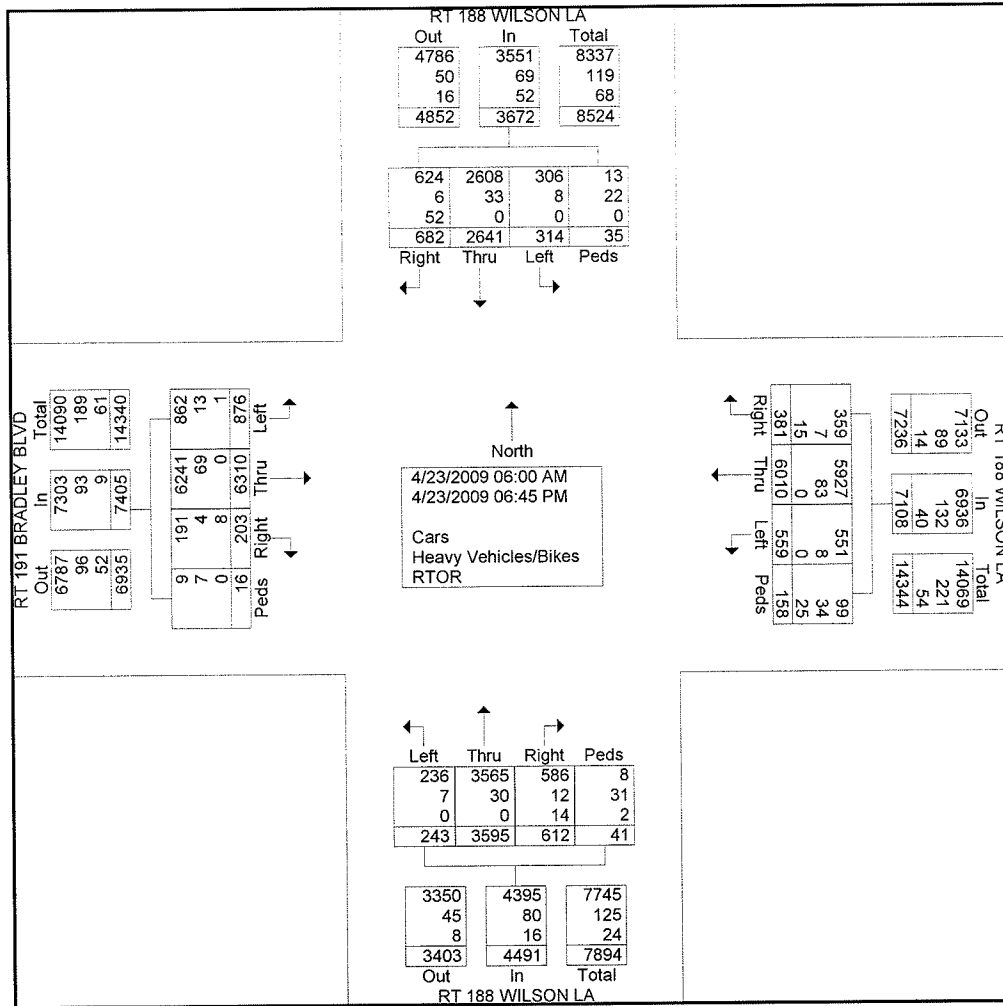 RT 188 WILSON LA
Out In Total
4786 3551 8337
50 69 119
16 52 68
4852 3672 8524
624 2608 306 13
6 33 8 22
52 0 0 0
682 2641 314 35
Right Thru Left Peds
RT 191 BRADLEY BLVD
Total
14090 189 61 14340
In
7303 93 9 7405
Out
6787 96 52 6935
862 13 1 876 Left
6241 69 0 6310 Thru
191 4 8 203 Right
9 7 0 16 Peds
North
4/23/2009 06:00 AM
4/23/2009 06:45 PM
Cars
Heavy Vehicles/Bikes
RTOR
Right 381 15 7 359
Thru 6010 0 83 5927
Left 559 0 8 551
Peds 158 25 34 99
Out
7236 14 89 7133
In
7108 40 132 6936
Total
14344 54 221 14069
RT 188 WILSON LA
Left Thru Right Peds
236 3565 586 8
7 30 12 31
0 0 14 2
243 3595 612 41
3350 4395 7745
45 80 125
8 16 24
3403 4491 7894
Out In Total
RT 188 WILSON LA